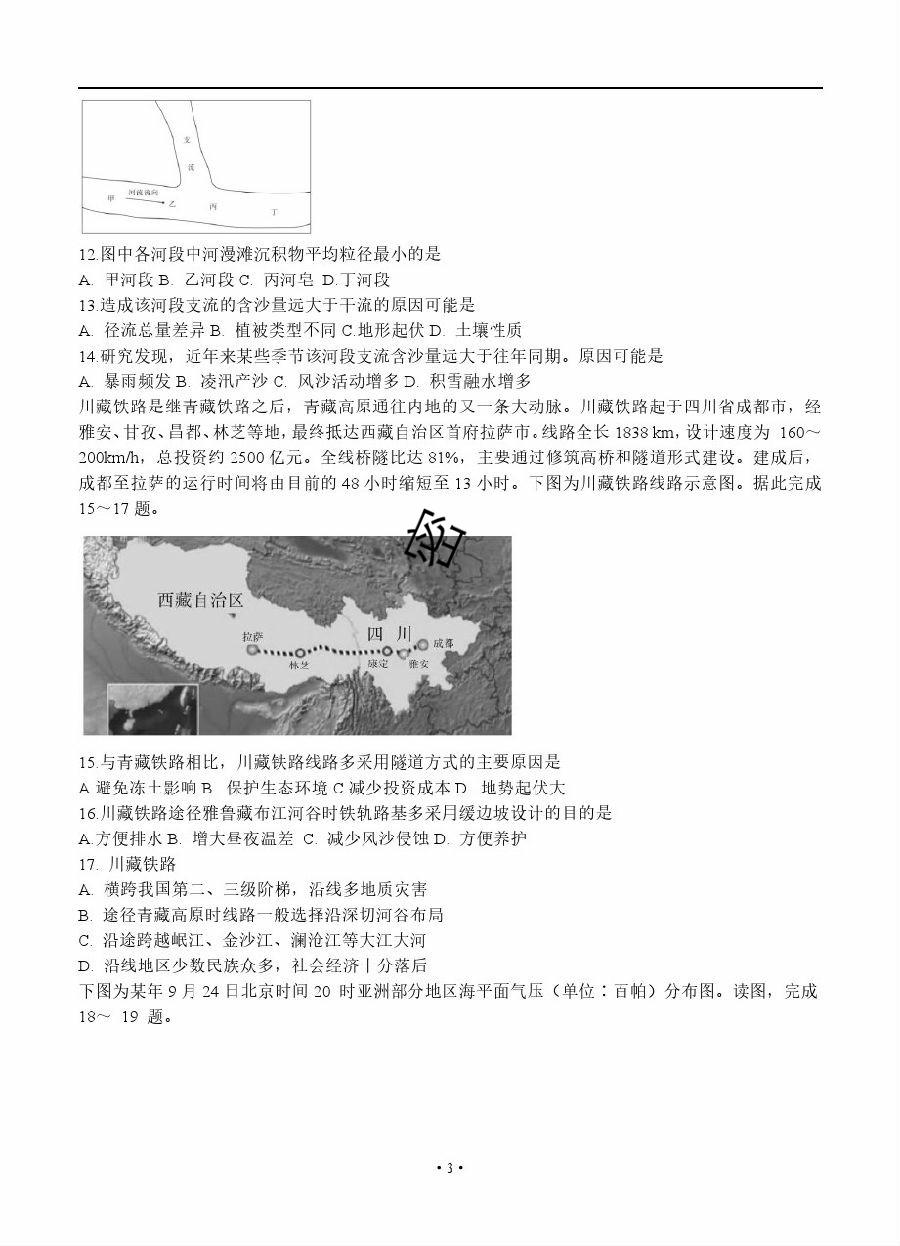 支
流
甲
河流流向
乙
丙
丁
12.图中各河段中河漫滩沉积物平均粒径最小的是
A. 甲河段 B. 乙河段 C. 丙河皂 D.丁河段
13.造成该河段支流的含沙量远大于干流的原因可能是
A. 径流总量差异 B. 植被类型不同 C.地形起伏 D. 土壤性质
14.研究发现，近年来某些季节该河段支流含沙量远大于往年同期。原因可能是
A. 暴雨频发 B. 凌汛产沙 C. 风沙活动增多 D. 积雪融水增多
川藏铁路是继青藏铁路之后，青藏高原通往内地的又一条大动脉。川藏铁路起于四川省成都市，经
雅安、甘孜、昌都、林芝等地，最终抵达西藏自治区首府拉萨市。线路全长 1838 km，设计速度为 160～
200km/h，总投资约 2500 亿元。全线桥隧比达 81%，主要通过修筑高桥和隧道形式建设。建成后，
成都至拉萨的运行时间将由目前的 48 小时缩短至 13 小时。下图为川藏铁路线路示意图。据此完成
15～17 题。
西藏自治区
拉萨
林芝
四 川
康定
雅安
成都
15.与青藏铁路相比，川藏铁路线路多采用隧道方式的主要原因是
A 避免冻土影响 B 保护生态环境 C 减少投资成本 D 地势起伏大
16.川藏铁路途径雅鲁藏布江河谷时铁轨路基多采月缓边坡设计的目的是
A.方便排水 B. 增大昼夜温差 C. 减少风沙侵蚀 D. 方便养护
17. 川藏铁路
A. 横跨我国第二、三级阶梯，沿线多地质灾害
B. 途径青藏高原时线路一般选择沿深切河谷布局
C. 沿途跨越岷江、金沙江、澜沧江等大江大河
D. 沿线地区少数民族众多，社会经济丨分落后
下图为某年 9 月 24 日北京时间 20 时亚洲部分地区海平面气压（单位：百帕）分布图。读图，完成
18～ 19 题。
·3·